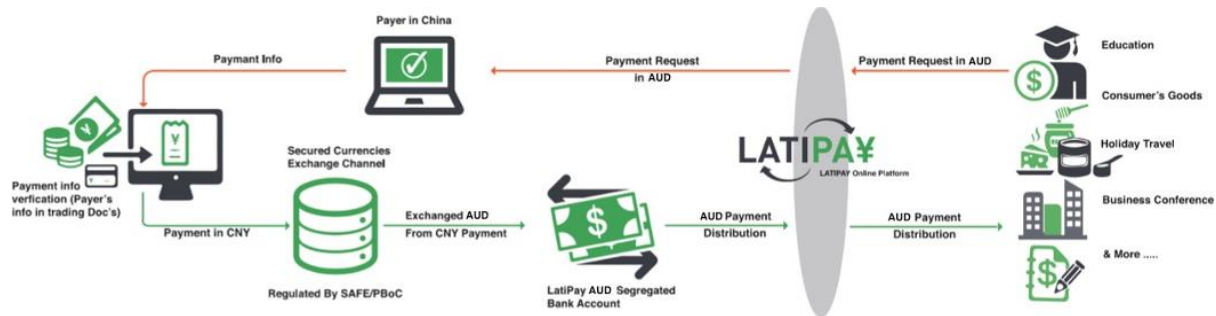 Payer in China
Paymant Info
Payment Request
in AUD
Payment Request in AUD
Education
Consumer's Goods
Holiday Travel
Business Conference
& More .....
LATIPAY
LATIPAY Online Platform
Secured Currencies
Exchange Channel
Payment info
verfication (Payer's
info in trading Doc's)
Payment in CNY
Exchanged AUD
From CNY Payment
AUD Payment
Distribution
AUD Payment
Distribution
Regulated By SAFE/PBoC
LatiPay AUD Segregated
Bank Account